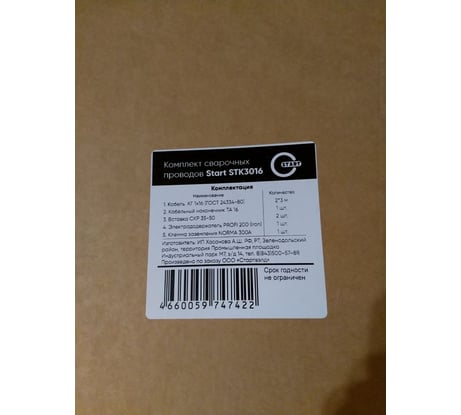 Комплект сварочных
проводов Start STK3016
START
Комплектация
Наименование
Количество
1. Кабель КГ 1х16 (ГОСТ 24334-80)
2*3 м
2. Кабельный наконечник ТА 16
1 шт.
3. Вставка СКР 35-50
2 шт.
4. Электрододержатель PROFI 200 (Iron)
1 шт.
5. Клемма заземления NORMA 300A
1 шт.
Изготовитель: ИП. Хасанова А.Ш. РФ, РТ, Зеленодольский
район, территория Промышленная площадка
Индустриальный парк М7, з/д 14, тел. 8(843)500-57-89
Произведено по заказу ООО «Стартвэлд»
Срок годности
не ограничен
4660059 747422